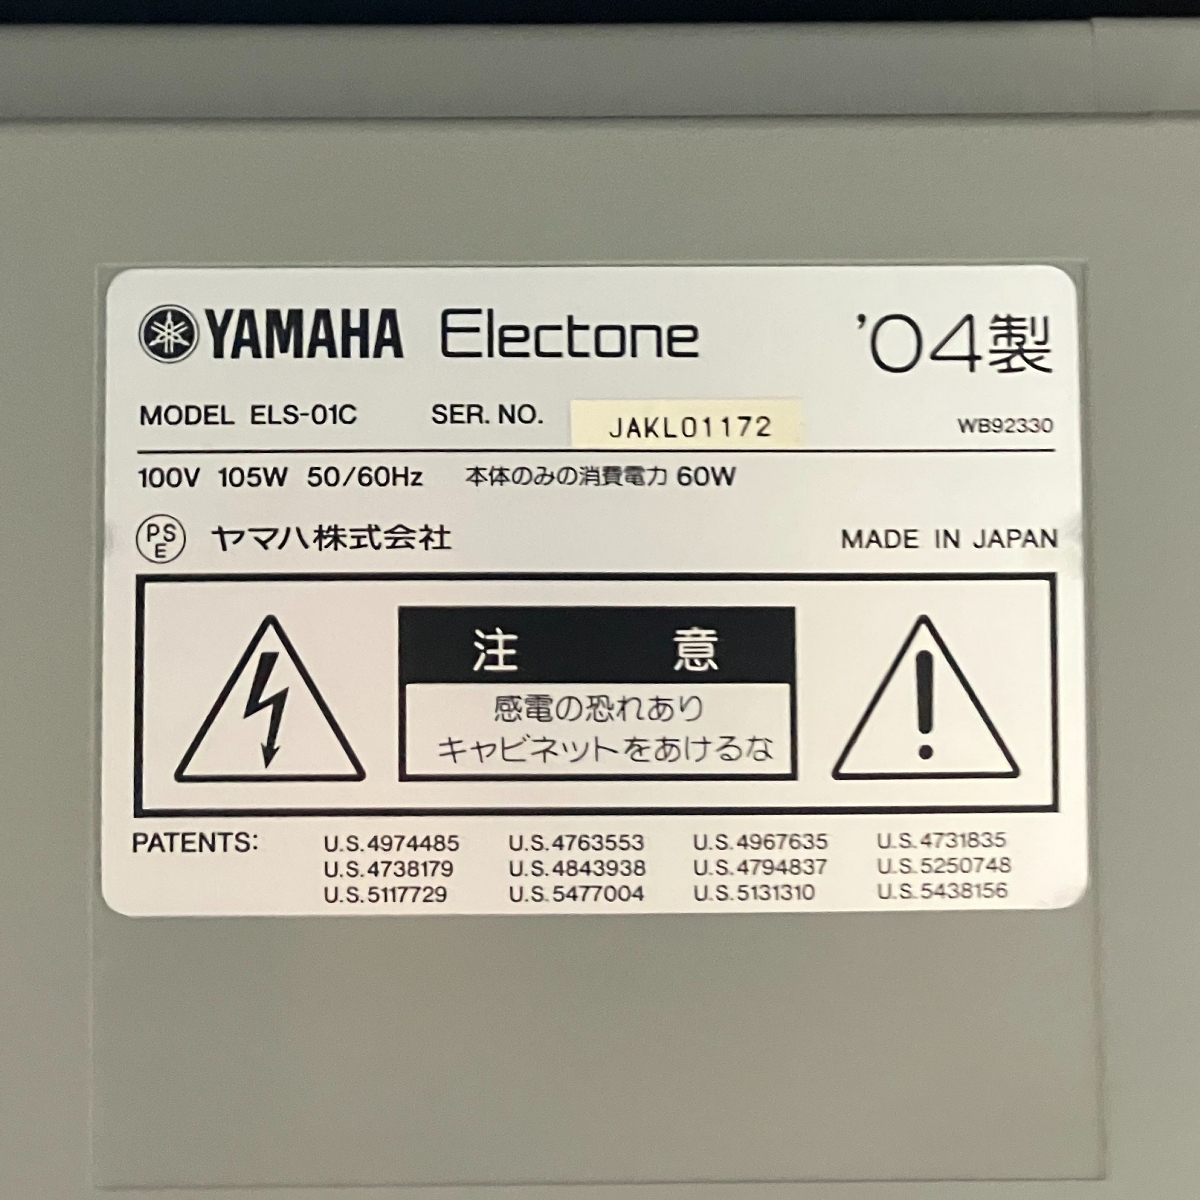 YAMAHA Electone '04製
MODEL ELS-01C SER. NO. JAKL01172 WB92330
100V 105W 50/60Hz 本体のみの消費電力 60W
PS E ヤマハ株式会社 MADE IN JAPAN
注 意
感電の恐れあり
キャビネットをあけるな
PATENTS: U.S.4974485 U.S.4763553 U.S.4967635 U.S.4731835
U.S.4738179 U.S.4843938 U.S.4794837 U.S.5250748
U.S.5117729 U.S.5477004 U.S.5131310 U.S.5438156